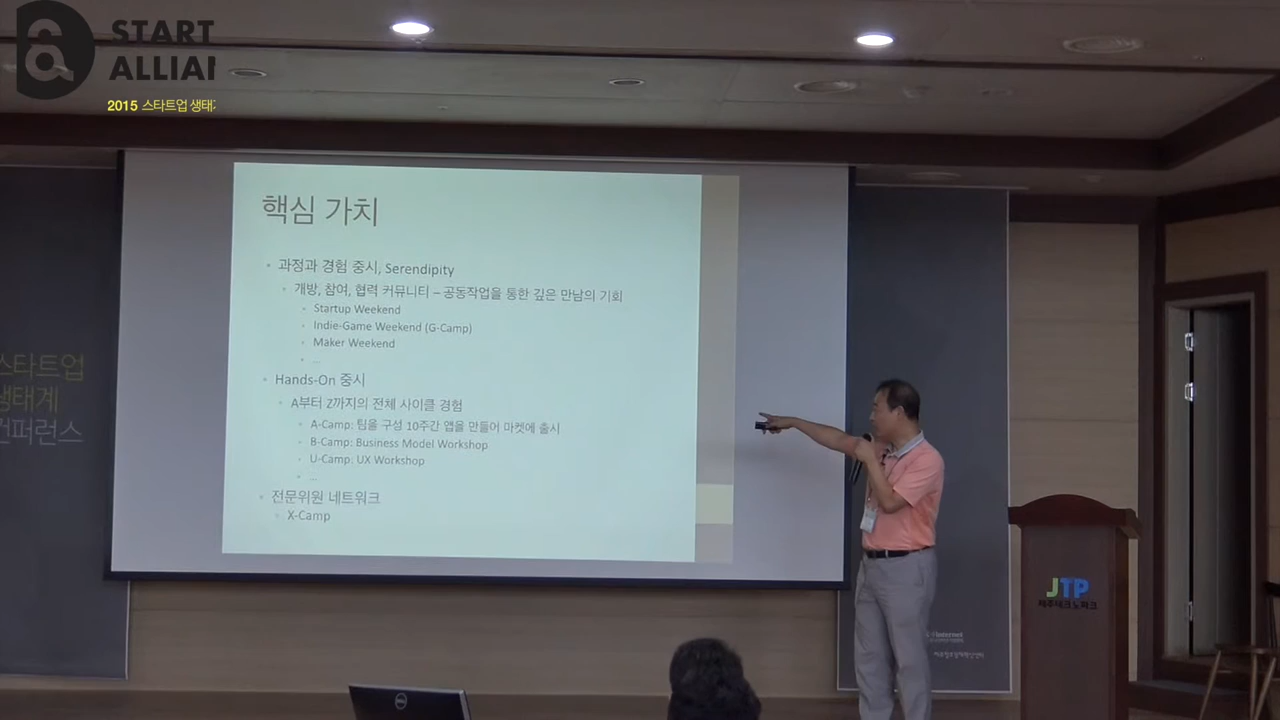 START
ALLIAN
2015 스타트업 생태계
핵심 가치
과정과 경험 중시, Serendipity
개방, 참여, 협력 커뮤니티 – 공동작업을 통한 깊은 만남의 기회
Startup Weekend
Indie-Game Weekend (G-Camp)
Maker Weekend
...
Hands-On 중시
A부터 Z까지의 전체 사이클 경험
A-Camp: 팀을 구성 10주간 앱을 만들어 마켓에 출시
B-Camp: Business Model Workshop
U-Camp: UX Workshop
...
전문위원 네트워크
X-Camp
스타트업
생태계
컨퍼런스
JTP
제주테크노파크
DELL